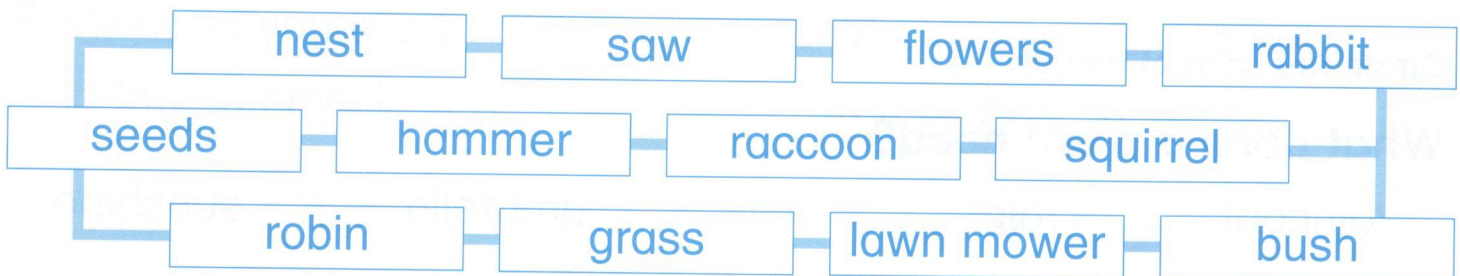 nest saw flowers rabbit
seeds hammer raccoon squirrel
robin grass lawn mower bush